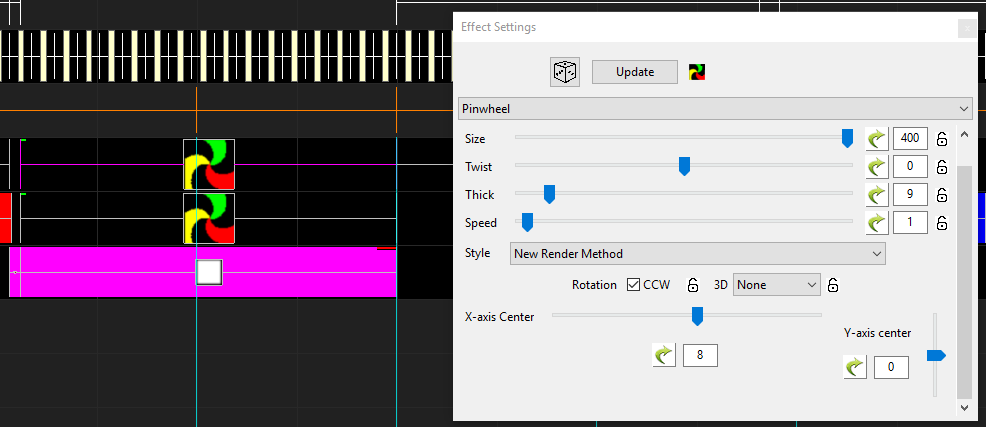 Effect Settings
Update
Pinwheel
Size 400
Twist 0
Thick 9
Speed 1
Style New Render Method
Rotation CCW 3D None
X-axis Center
8
Y-axis center
0